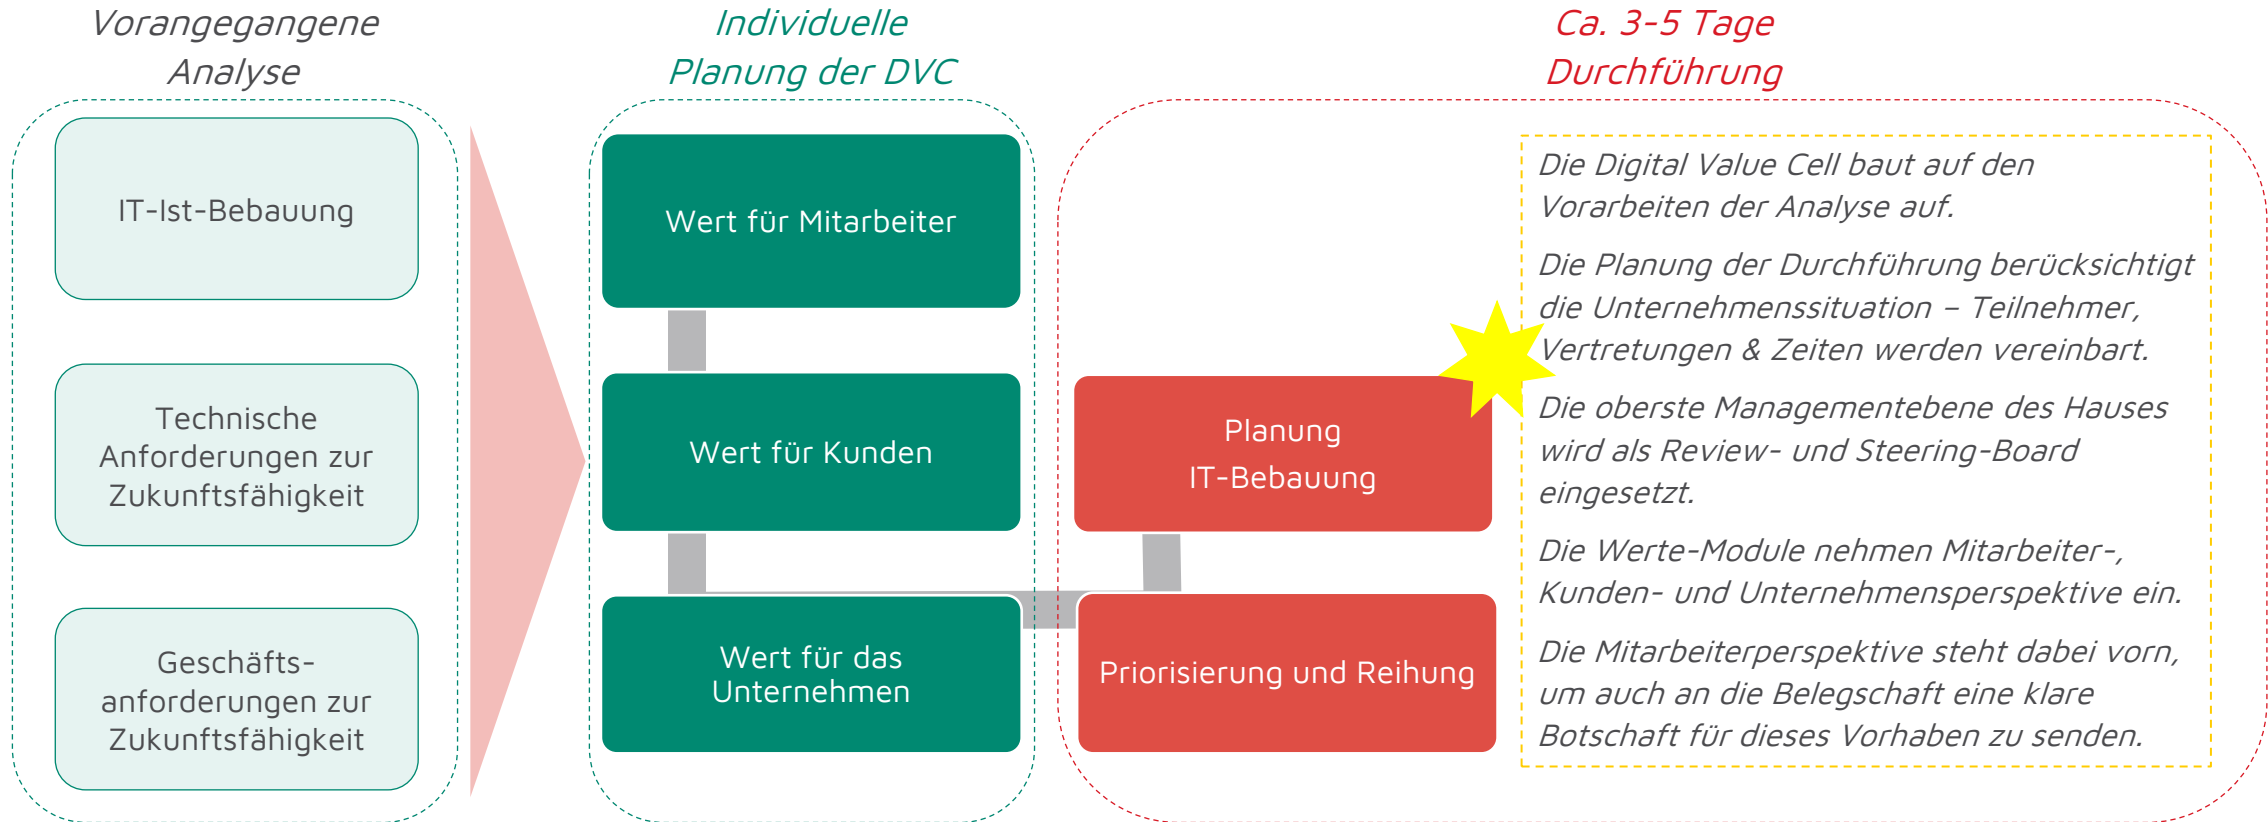 Vorangegangene
Analyse
IT-Ist-Bebauung
Technische
Anforderungen zur
Zukunftsfähigkeit
Geschäfts-
anforderungen zur
Zukunftsfähigkeit
Individuelle
Planung der DVC
Wert für Mitarbeiter
Wert für Kunden
Wert für das
Unternehmen
Ca. 3-5 Tage
Durchführung
Planung
IT-Bebauung
Priorisierung und Reihung
Die Digital Value Cell baut auf den
Vorarbeiten der Analyse auf.
Die Planung der Durchführung berücksichtigt
die Unternehmenssituation – Teilnehmer,
Vertretungen & Zeiten werden vereinbart.
Die oberste Managementebene des Hauses
wird als Review- und Steering-Board
eingesetzt.
Die Werte-Module nehmen Mitarbeiter-,
Kunden- und Unternehmensperspektive ein.
Die Mitarbeiterperspektive steht dabei vorn,
um auch an die Belegschaft eine klare
Botschaft für dieses Vorhaben zu senden.